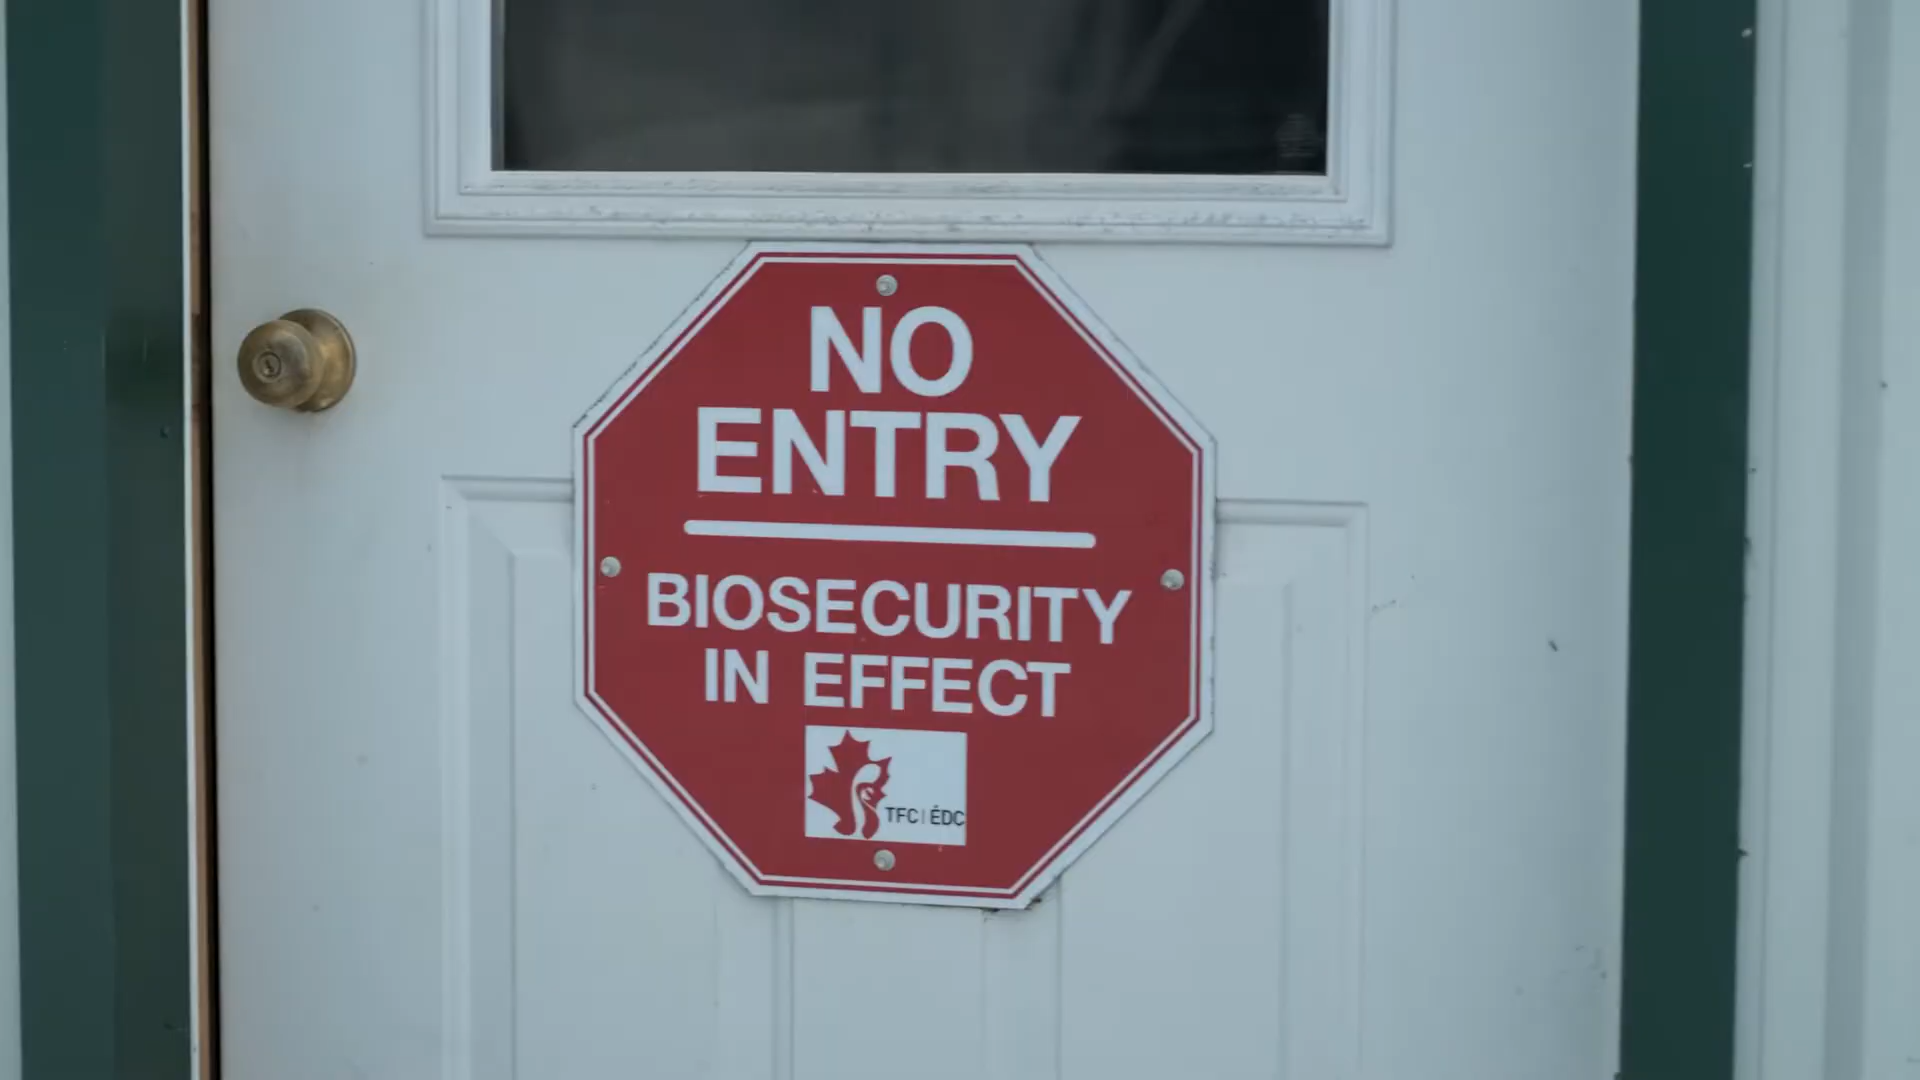 NO
ENTRY
BIOSECURITY
IN EFFECT
TFC | ÉDC